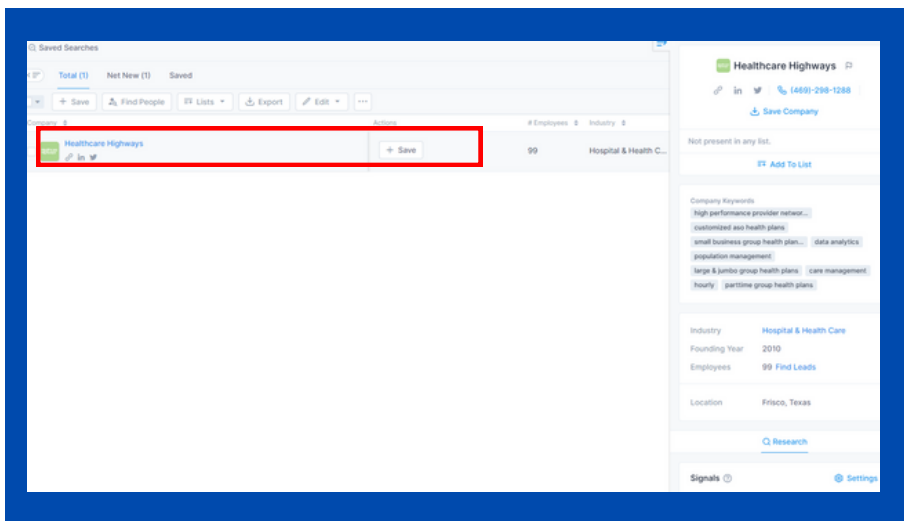 Saved Searches
Total (1) Net New (1) Saved
+ Save Find People Lists Export Edit ...
Company Actions # Employees Industry
Healthcare Highways + Save 99 Hospital & Health C...
in
Healthcare Highways
in (469)-298-1288
Save Company
Not present in any list.
Add To List
Company Keywords
high performance provider networ...
customized aso health plans
small business group health plan... data analytics
population management
large & jumbo group health plans care management
hourly parttime group health plans
Industry Hospital & Health Care
Founding Year 2010
Employees 99 Find Leads
Location Frisco, Texas
Research
Signals Settings